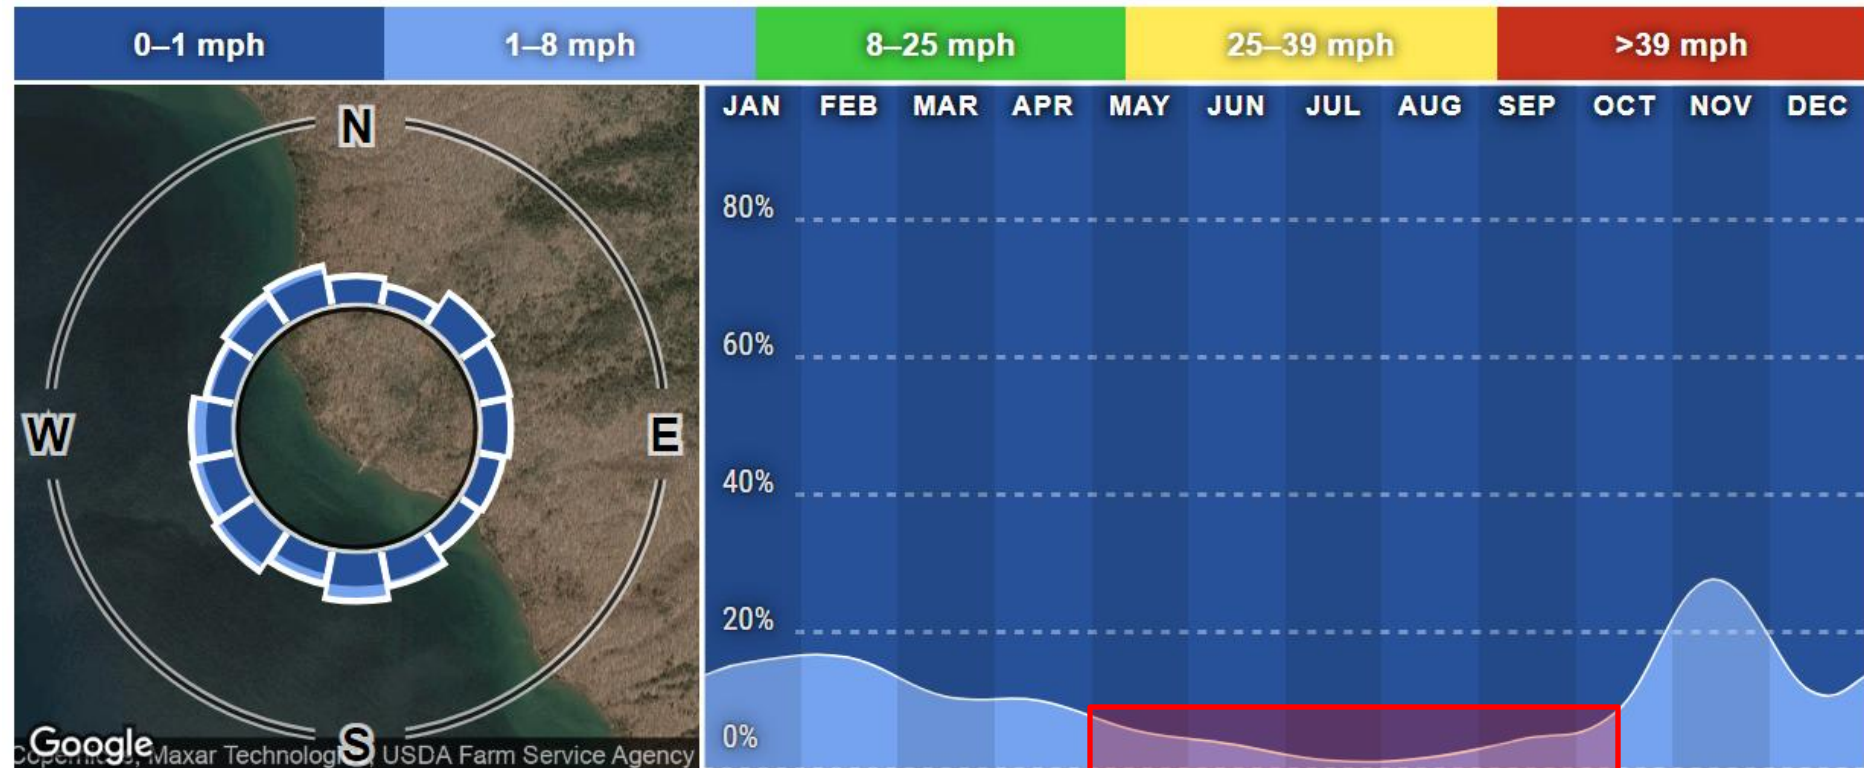 0–1 mph 1–8 mph 8–25 mph 25–39 mph >39 mph
JAN FEB MAR APR MAY JUN JUL AUG SEP OCT NOV DEC
N
80%
60%
W E
40%
20%
0%
S
Google
Maxar Technologi USDA Farm Service Agency